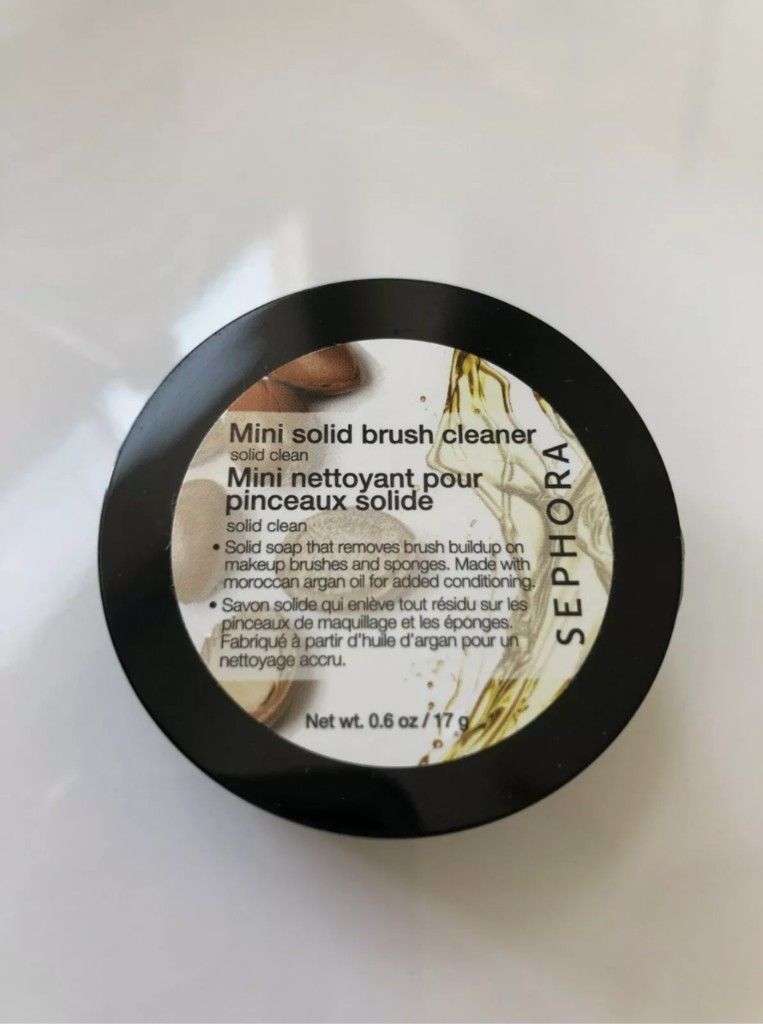 Mini solid brush cleaner
solid clean
Mini nettoyant pour
pinceaux solide
solid clean
• Solid soap that removes brush buildup on
makeup brushes and sponges. Made with
moroccan argan oil for added conditioning.
• Savon solide qui enlève tout résidu sur les
pinceaux de maquillage et les éponges.
Fabriqué à partir d'huile d'argan pour un
nettoyage accru.
Net wt. 0.6 oz / 17 g
SEPHORA